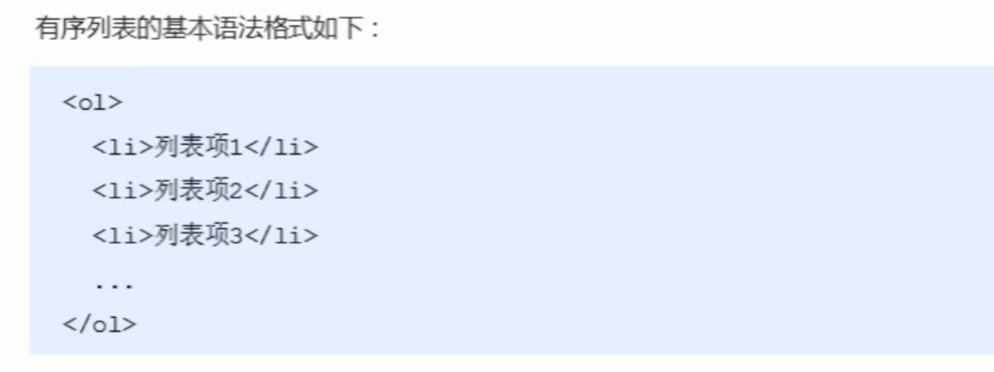 有序列表的基本语法格式如下：
<ol>
<li>列表项1</li>
<li>列表项2</li>
<li>列表项3</li>
...
</ol>